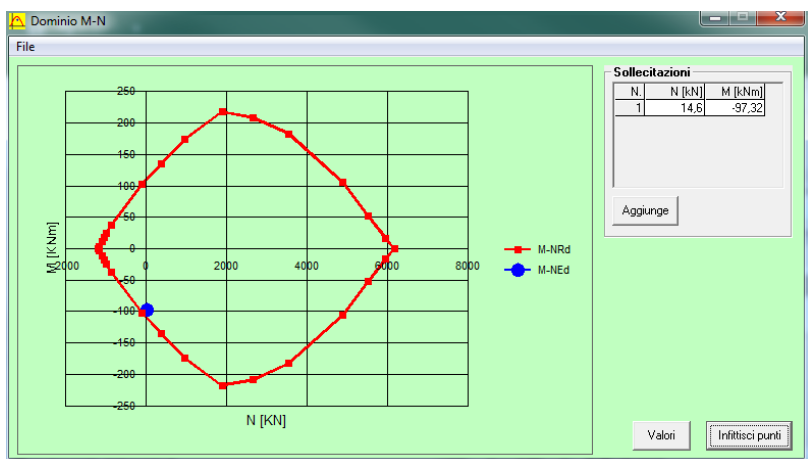 Dominio M-N
File
250
200
150
100
50
0
-50
-100
-150
-200
-250
M [KNm]
-2000 0 2000 4000 6000 8000
N [KN]
M-NRd
M-NEd
Sollecitazioni
N. N [kN] M [kNm]
1 14,6 -97,32
Aggiunge
Valori Infittisci punti